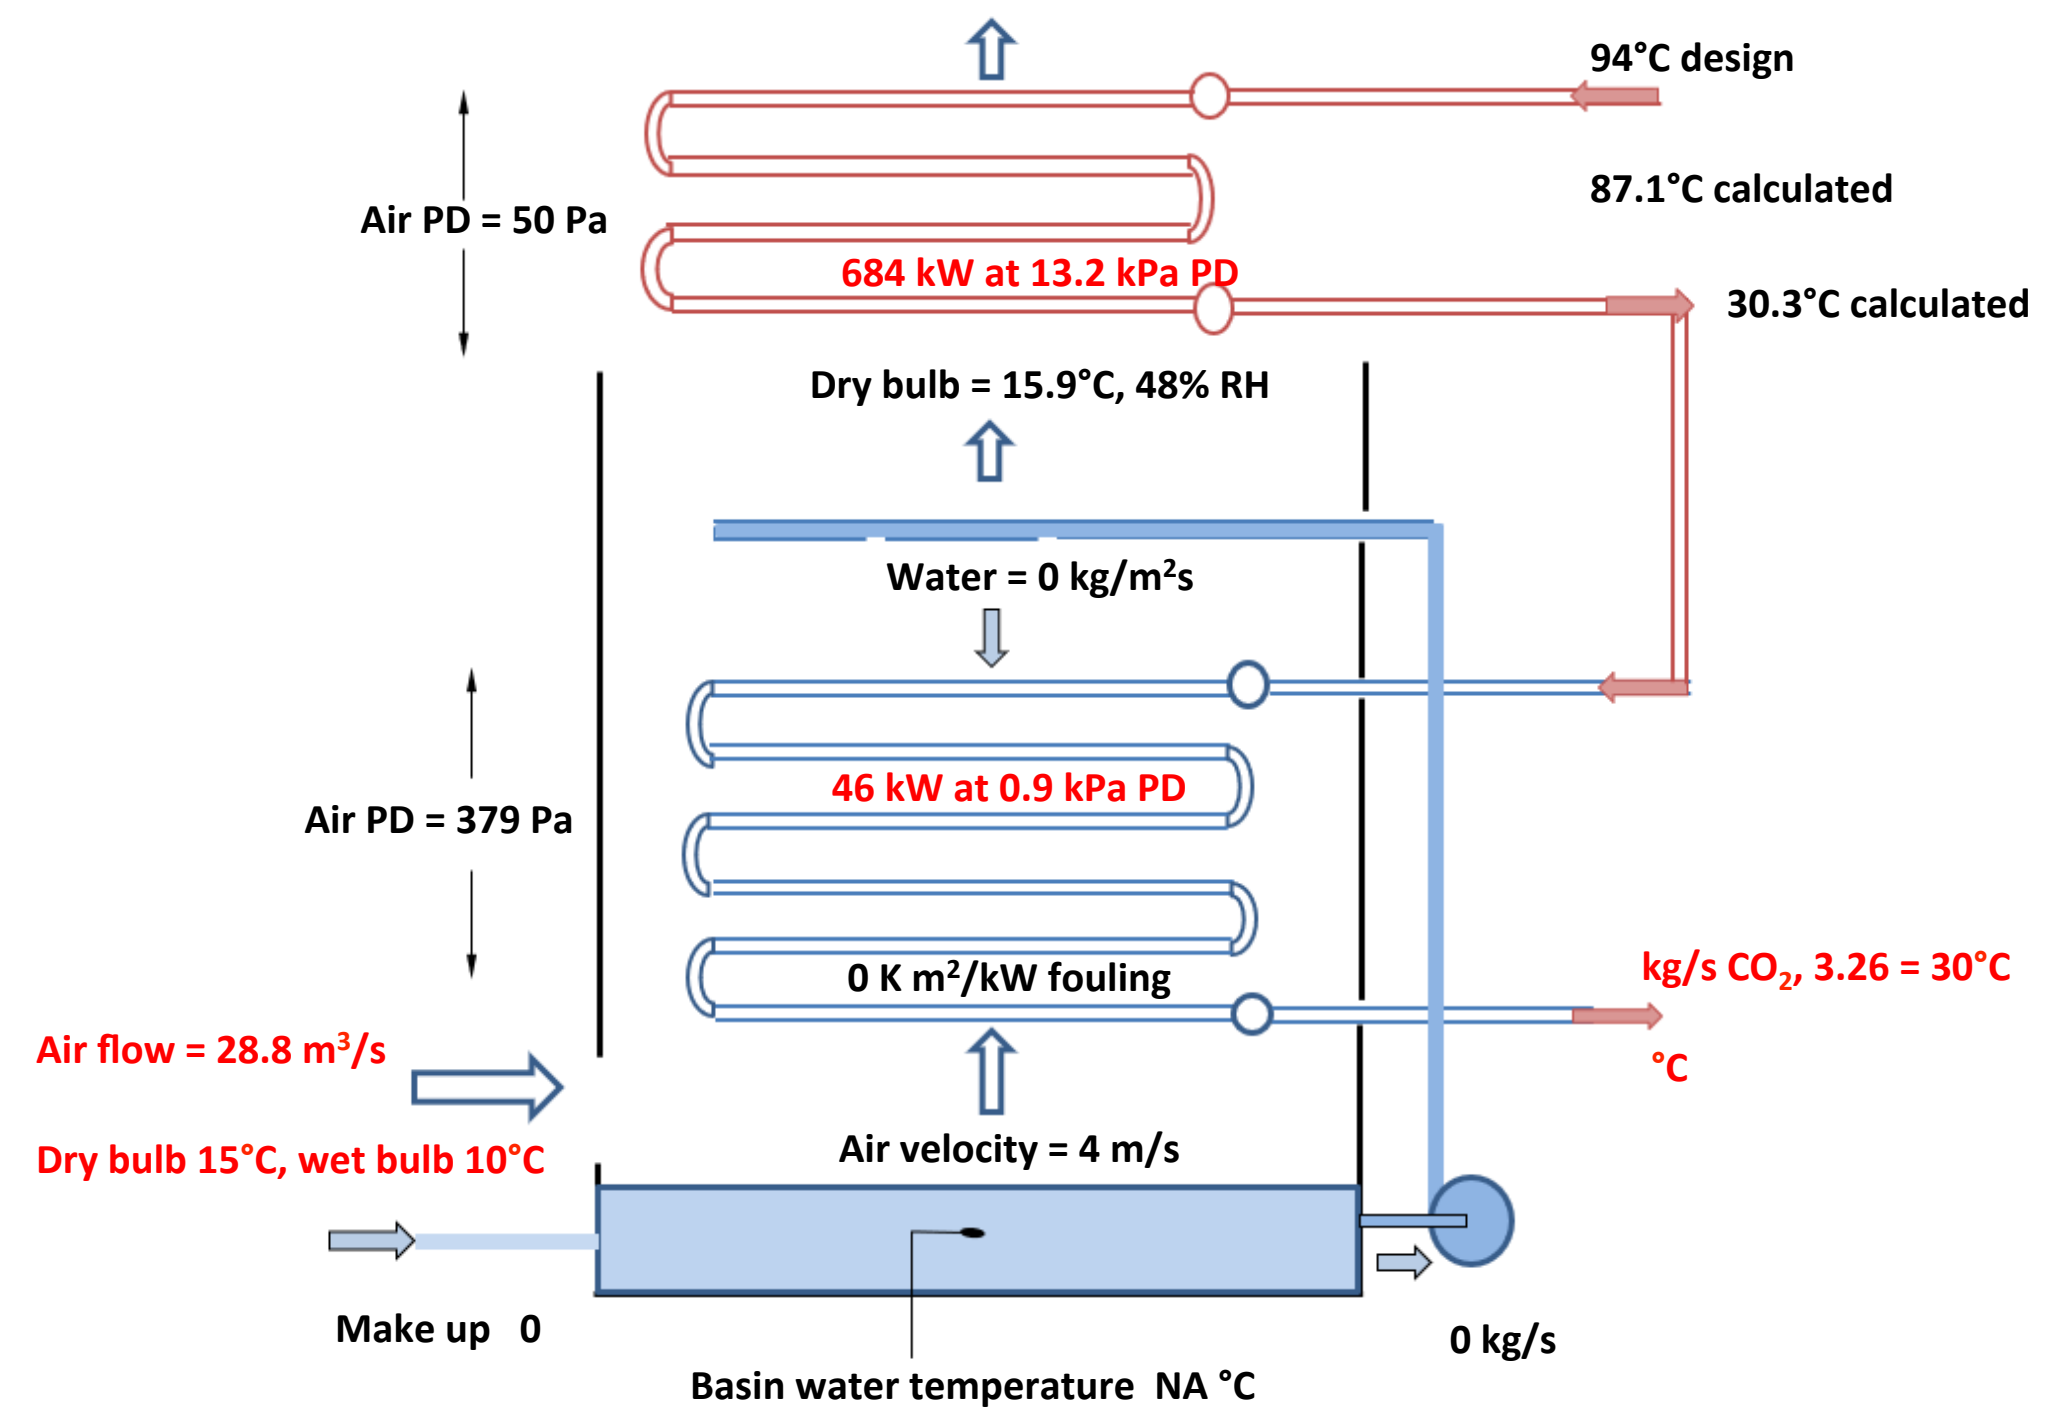 94°C design
87.1°C calculated
Air PD = 50 Pa
684 kW at 13.2 kPa PD
30.3°C calculated
Dry bulb = 15.9°C, 48% RH
Water = 0 kg/m²s
46 kW at 0.9 kPa PD
Air PD = 379 Pa
0 K m²/kW fouling
kg/s CO₂, 3.26 = 30°C
°C
Air flow = 28.8 m³/s
Air velocity = 4 m/s
Dry bulb 15°C, wet bulb 10°C
Make up 0
0 kg/s
Basin water temperature NA °C